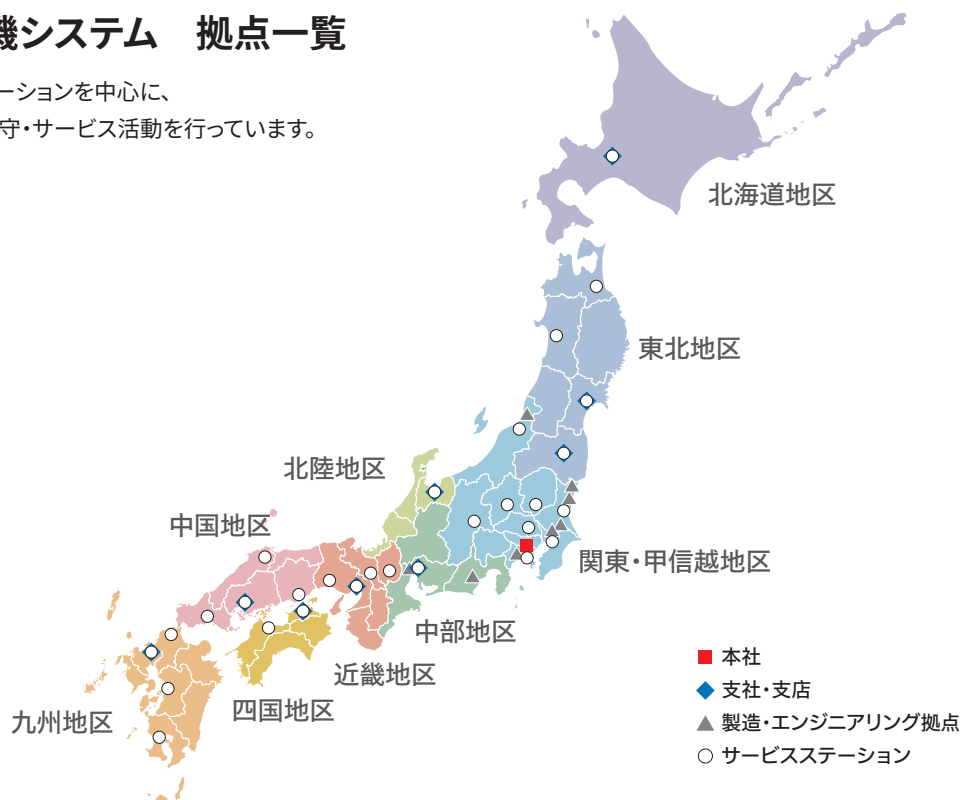 機システム　拠点一覧
ーションを中心に、
守・サービス活動を行っています。
北海道地区
東北地区
北陸地区
中国地区
関東・甲信越地区
中部地区
近畿地区
四国地区
九州地区
本社
支社・支店
製造・エンジニアリング拠点
サービスステーション